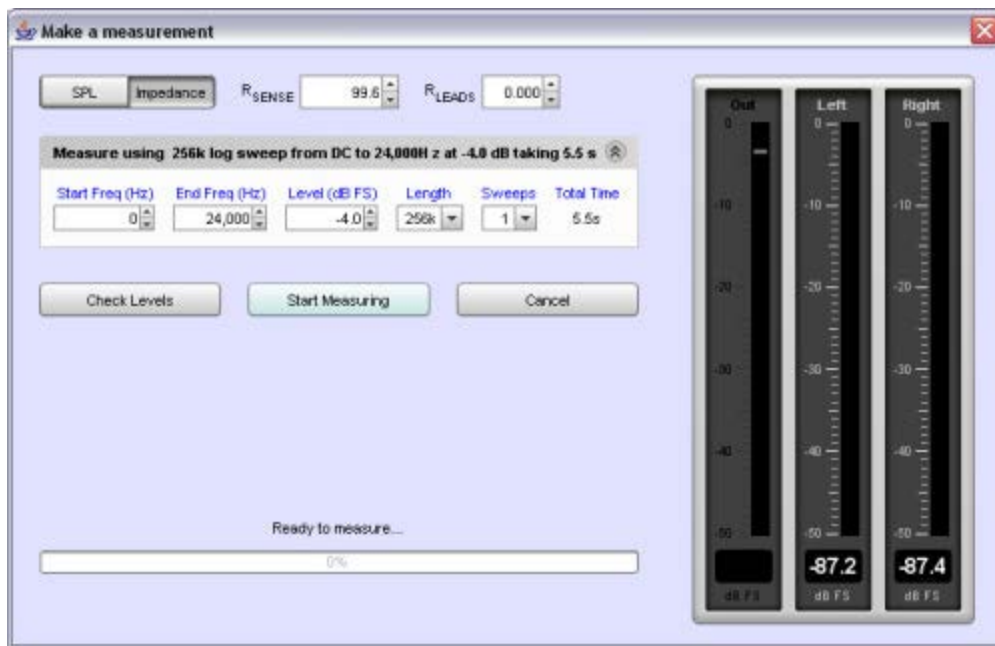 Make a measurement
SPL Impedance RSENSE 99.6 RLEADS 0.000
Measure using 256k log sweep from DC to 24,000H z at -4.0 dB taking 5.5 s
Start Freq (Hz) End Freq (Hz) Level (dB FS) Length Sweeps Total Time
0 24,000 -4.0 256k 1 5.5s
Check Levels Start Measuring Cancel
Ready to measure...
0%
Out Left Right
0 0 0
-10 -10 -10
-20 -20 -20
-30 -30 -30
-40 -40 -40
-50 -50 -50
-87.2 -87.4
dB FS dB FS dB FS